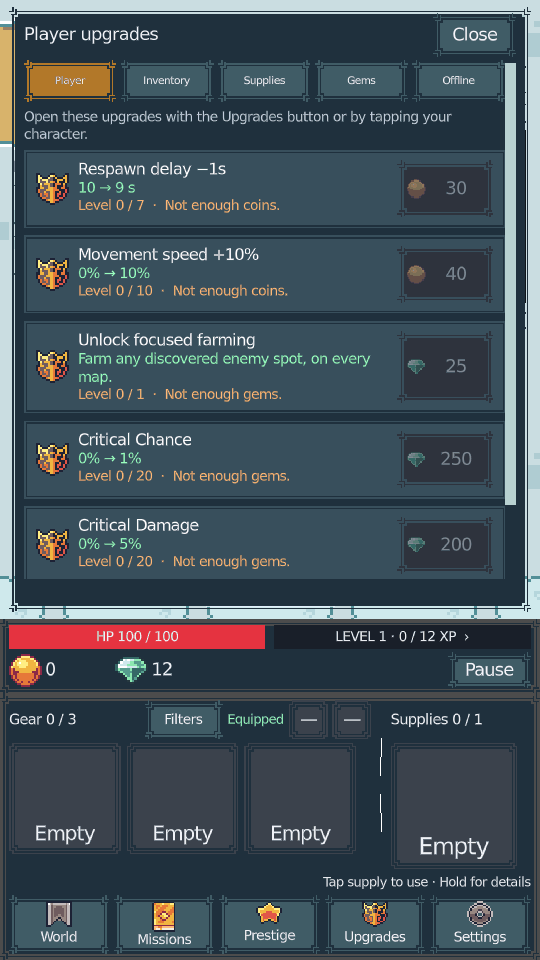 Player upgrades
Close
Player
Inventory
Supplies
Gems
Offline
Open these upgrades with the Upgrades button or by tapping your
character.
Respawn delay −1s
10 → 9 s
Level 0 / 7 · Not enough coins.
30
Movement speed +10%
0% → 10%
Level 0 / 10 · Not enough coins.
40
Unlock focused farming
Farm any discovered enemy spot, on every
map.
Level 0 / 1 · Not enough gems.
25
Critical Chance
0% → 1%
Level 0 / 20 · Not enough gems.
250
Critical Damage
0% → 5%
Level 0 / 20 · Not enough gems.
200
HP 100 / 100
LEVEL 1 · 0 / 12 XP ›
0
12
Pause
Gear 0 / 3
Filters
Equipped
—
—
Supplies 0 / 1
Empty
Empty
Empty
Empty
Tap supply to use · Hold for details
World
Missions
Prestige
Upgrades
Settings